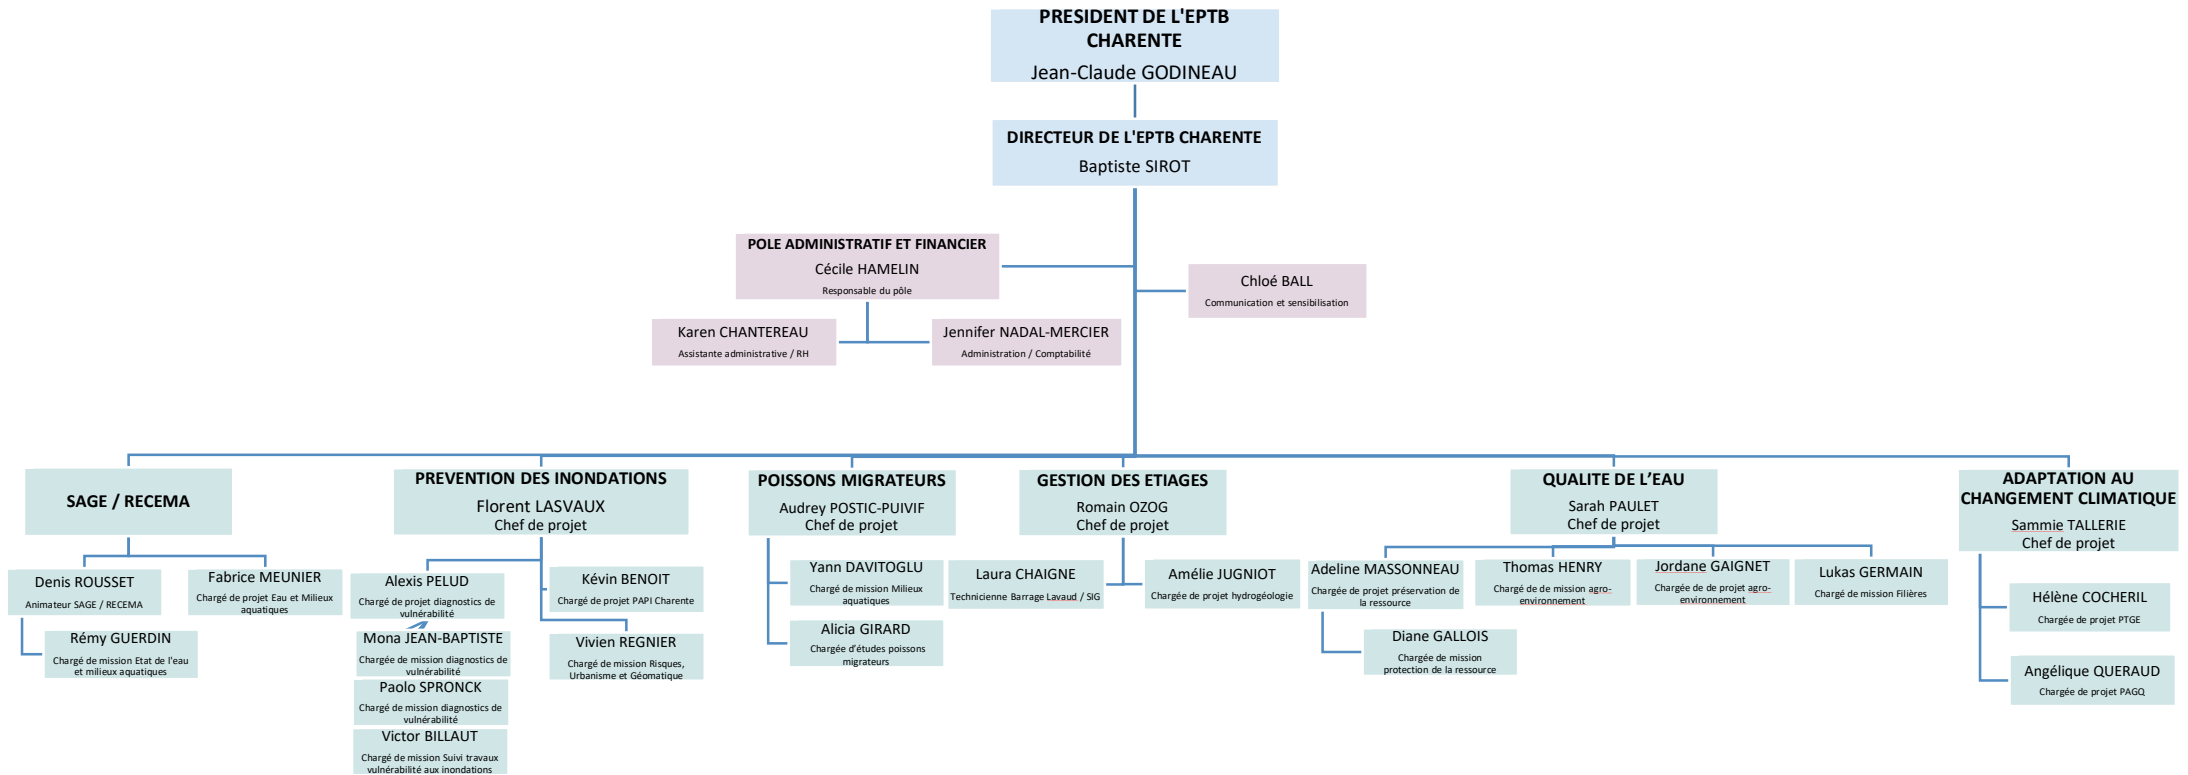 PRESIDENT DE L'EPTB
CHARENTE
Jean-Claude GODINEAU
DIRECTEUR DE L'EPTB CHARENTE
Baptiste SIROT
POLE ADMINISTRATIF ET FINANCIER
Cécile HAMELIN
Responsable du pôle
Chloé BALL
Communication et sensibilisation
Karen CHANTEREAU
Assistante administrative / RH
Jennifer NADAL-MERCIER
Administration / Comptabilité
SAGE / RECEMA
Denis ROUSSET
Animateur SAGE / RECEMA
Rémy GUERDIN
Chargé de mission Etat de l'eau
et milieux aquatiques
Fabrice MEUNIER
Chargé de projet Eau et Milieux
aquatiques
PREVENTION DES INONDATIONS
Florent LASVAUX
Chef de projet
Alexis PELUD
Chargé de projet diagnostics de
vulnérabilité
Mona JEAN-BAPTISTE
Chargée de mission diagnostics de
vulnérabilité
Paolo SPRONCK
Chargé de mission diagnostics de
vulnérabilité
Victor BILLAUT
Chargé de mission Suivi travaux
vulnérabilité aux inondations
Kévin BENOIT
Chargé de projet PAPI Charente
Vivien REGNIER
Chargé de mission Risques,
Urbanisme et Géomatique
POISSONS MIGRATEURS
Audrey POSTIC-PUIVIF
Chef de projet
Yann DAVITOGLU
Chargé de mission Milieux
aquatiques
Alicia GIRARD
Chargée d'études poissons
migrateurs
GESTION DES ETIAGES
Romain OZOG
Chef de projet
Laura CHAIGNE
Technicienne Barrage Lavaud / SIG
Amélie JUGNIOT
Chargée de projet hydrogéologie
QUALITE DE L’EAU
Sarah PAULET
Chef de projet
Adeline MASSONNEAU
Chargée de projet préservation de
la ressource
Diane GALLOIS
Chargée de mission
protection de la ressource
Thomas HENRY
Chargé de de mission agro-
environnement
Jordane GAIGNET
Chargée de de projet agro-
environnement
Lukas GERMAIN
Chargé de mission Filières
ADAPTATION AU
CHANGEMENT CLIMATIQUE
Sammie TALLERIE
Chef de projet
Hélène COCHERIL
Chargée de projet PTGE
Angélique QUERAUD
Chargée de projet PAGQ